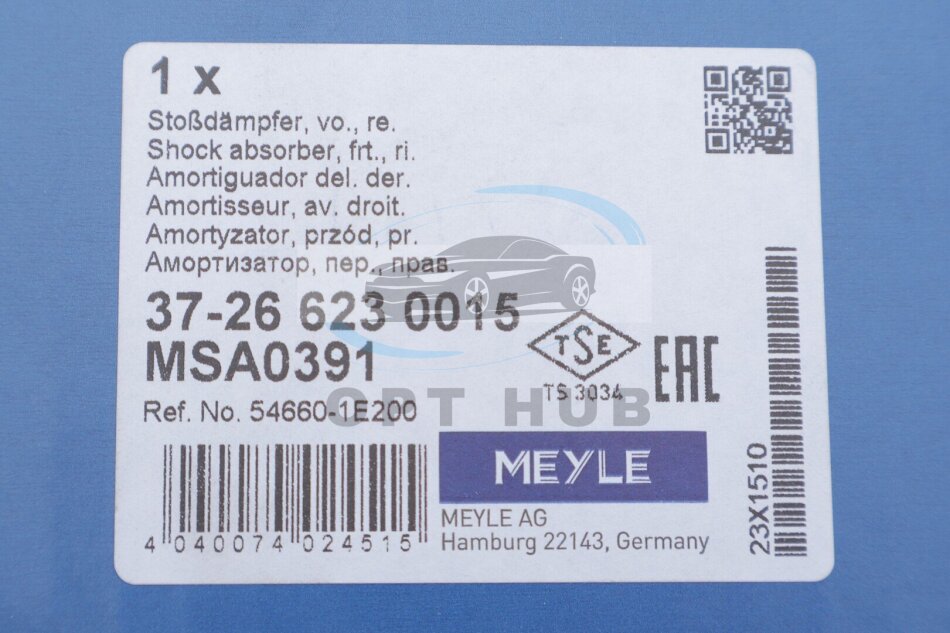 1 x
Stoßdämpfer, vo., re.
Shock absorber, frt., ri.
Amortiguador del. der.
Amortisseur, av. droit.
Amortyzator, przód, pr.
Амортизатор, пер., прав.
37-26 623 0015
MSA0391
TSE
TS 3034
EAC
OPT HUB
Ref. No. 54660-1E200
MEYLE
MEYLE AG
Hamburg 22143, Germany
4 040074 024515
23X1510